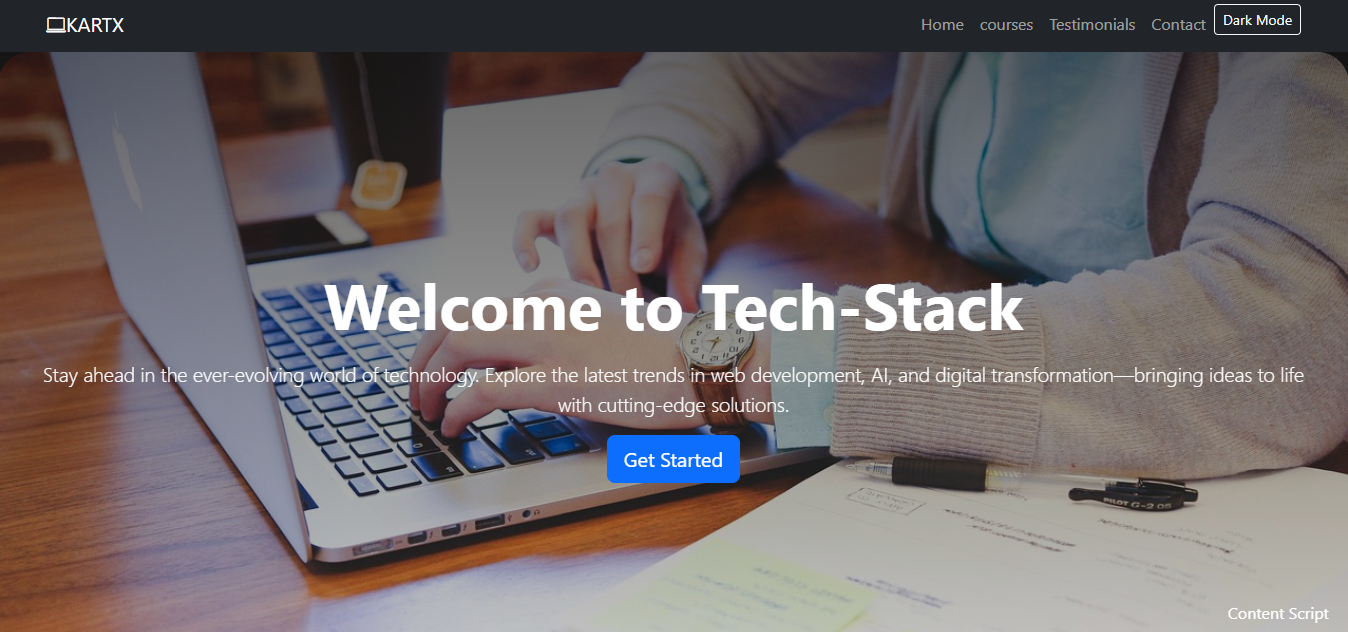 KARTX
Home courses Testimonials Contact Dark Mode
Welcome to Tech-Stack
Stay ahead in the ever-evolving world of technology. Explore the latest trends in web development, AI, and digital transformation—bringing ideas to life
with cutting-edge solutions.
Get Started
PILOT G-2 05
Content Script